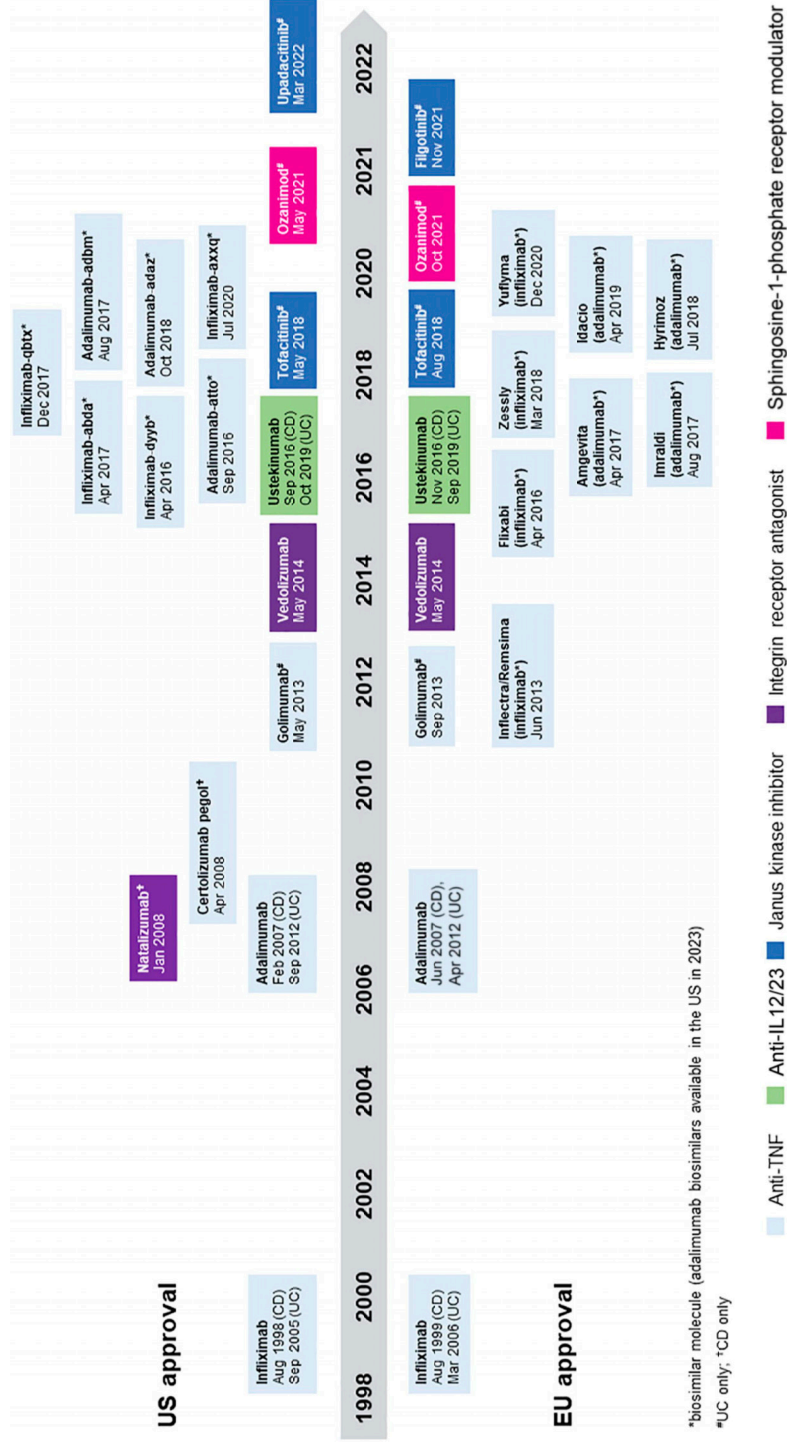 US approval
Infliximab-qbtx*
Dec 2017
Infliximab-abda*
Apr 2017
Adalimumab-adbm*
Aug 2017
Natalizumab†
Jan 2008
Infliximab-dyyb*
Apr 2016
Adalimumab-adaz*
Oct 2018
Certolizumab pegol†
Apr 2008
Adalimumab-atto*
Sep 2016
Infliximab-axxq*
Jul 2020
Infliximab
Aug 1998 (CD)
Sep 2005 (UC)
Adalimumab
Feb 2007 (CD)
Sep 2012 (UC)
Golimumab#
May 2013
Vedolizumab
May 2014
Ustekinumab
Sep 2016 (CD)
Oct 2019 (UC)
Tofacitinib#
May 2018
Ozanimod#
May 2021
Upadacitinib#
Mar 2022
1998 2000 2002 2004 2006 2008 2010 2012 2014 2016 2018 2020 2021 2022
Infliximab
Aug 1999 (CD)
Mar 2006 (UC)
Adalimumab
Jun 2007 (CD),
Apr 2012 (UC)
Golimumab#
Sep 2013
Vedolizumab
May 2014
Ustekinumab
Nov 2016 (CD)
Sep 2019 (UC)
Tofacitinib#
Aug 2018
Ozanimod#
Oct 2021
Filgotinib#
Nov 2021
EU approval
Inflectra/Remsima
(infliximab*)
Jun 2013
Flixabi
(infliximab*)
Apr 2016
Zessly
(infliximab*)
Mar 2018
Yuflyma
(infliximab*)
Dec 2020
Amgevita
(adalimumab*)
Apr 2017
Idacio
(adalimumab*)
Apr 2019
Imraldi
(adalimumab*)
Aug 2017
Hyrimoz
(adalimumab*)
Jul 2018
*biosimilar molecule (adalimumab biosimilars available in the US in 2023)
#UC only; †CD only
Anti-TNF
Anti-IL12/23
Janus kinase inhibitor
Integrin receptor antagonist
Sphingosine-1-phosphate receptor modulator